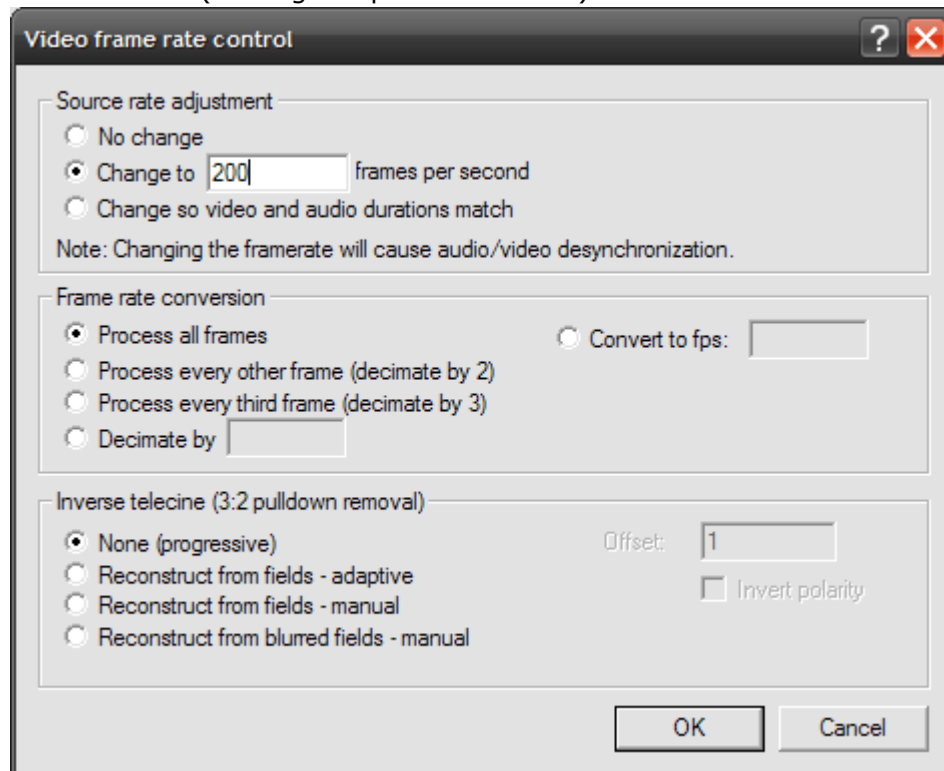 Video frame rate control
Source rate adjustment
No change
Change to 200 frames per second
Change so video and audio durations match
Note: Changing the framerate will cause audio/video desynchronization.
Frame rate conversion
Process all frames
Convert to fps:
Process every other frame (decimate by 2)
Process every third frame (decimate by 3)
Decimate by
Inverse telecine (3:2 pulldown removal)
None (progressive)
Offset: 1
Reconstruct from fields - adaptive
Invert polarity
Reconstruct from fields - manual
Reconstruct from blurred fields - manual
OK Cancel